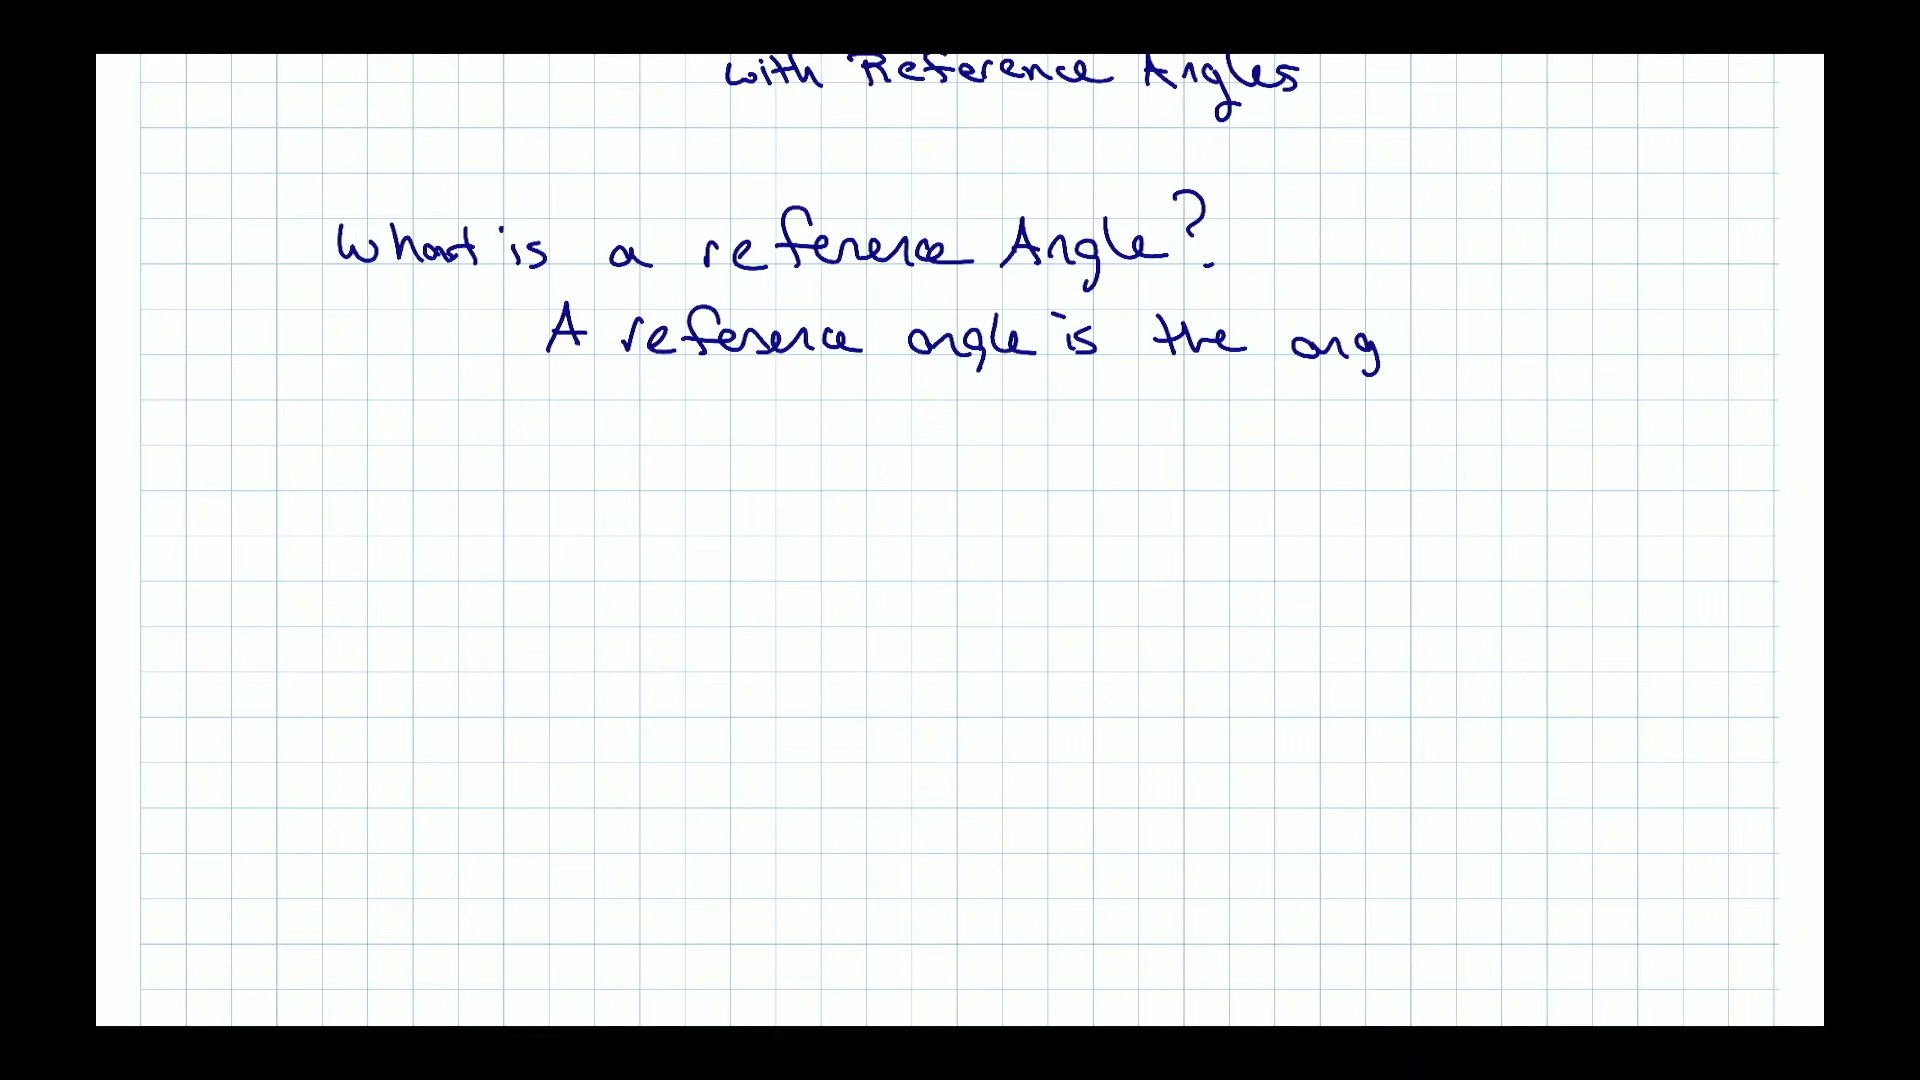 with Reference Angles
What is a reference Angle?
A reference angle is the ang